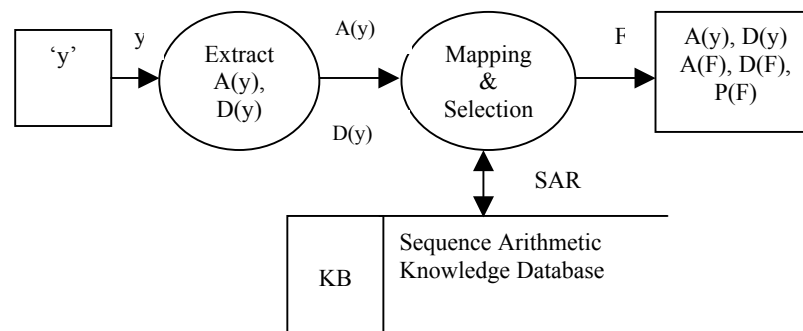 ‘y’
y
Extract
A(y),
D(y)
A(y)
D(y)
Mapping
&
Selection
F
A(y), D(y)
A(F), D(F),
P(F)
SAR
KB
Sequence Arithmetic
Knowledge Database